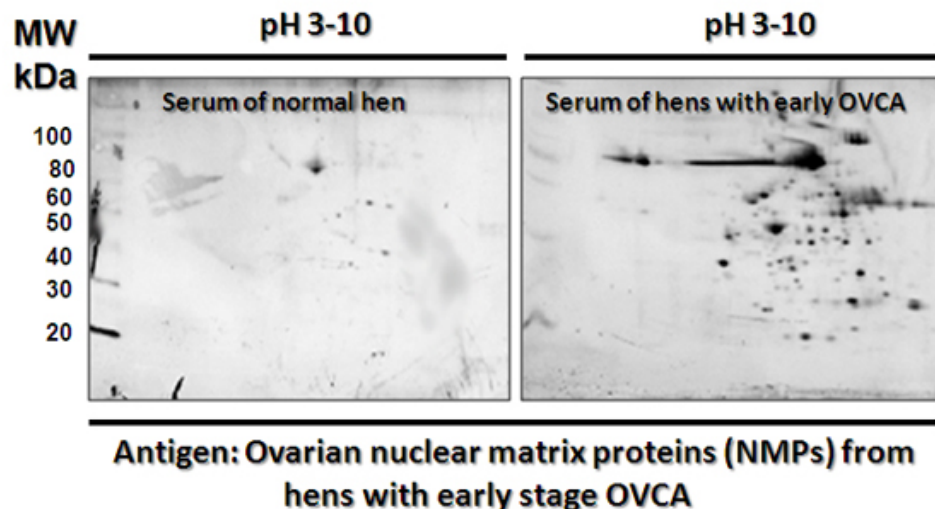 MW
kDa
pH 3-10
pH 3-10
Serum of normal hen
Serum of hens with early OVCA
100
80
60
50
40
30
20
Antigen: Ovarian nuclear matrix proteins (NMPs) from
hens with early stage OVCA